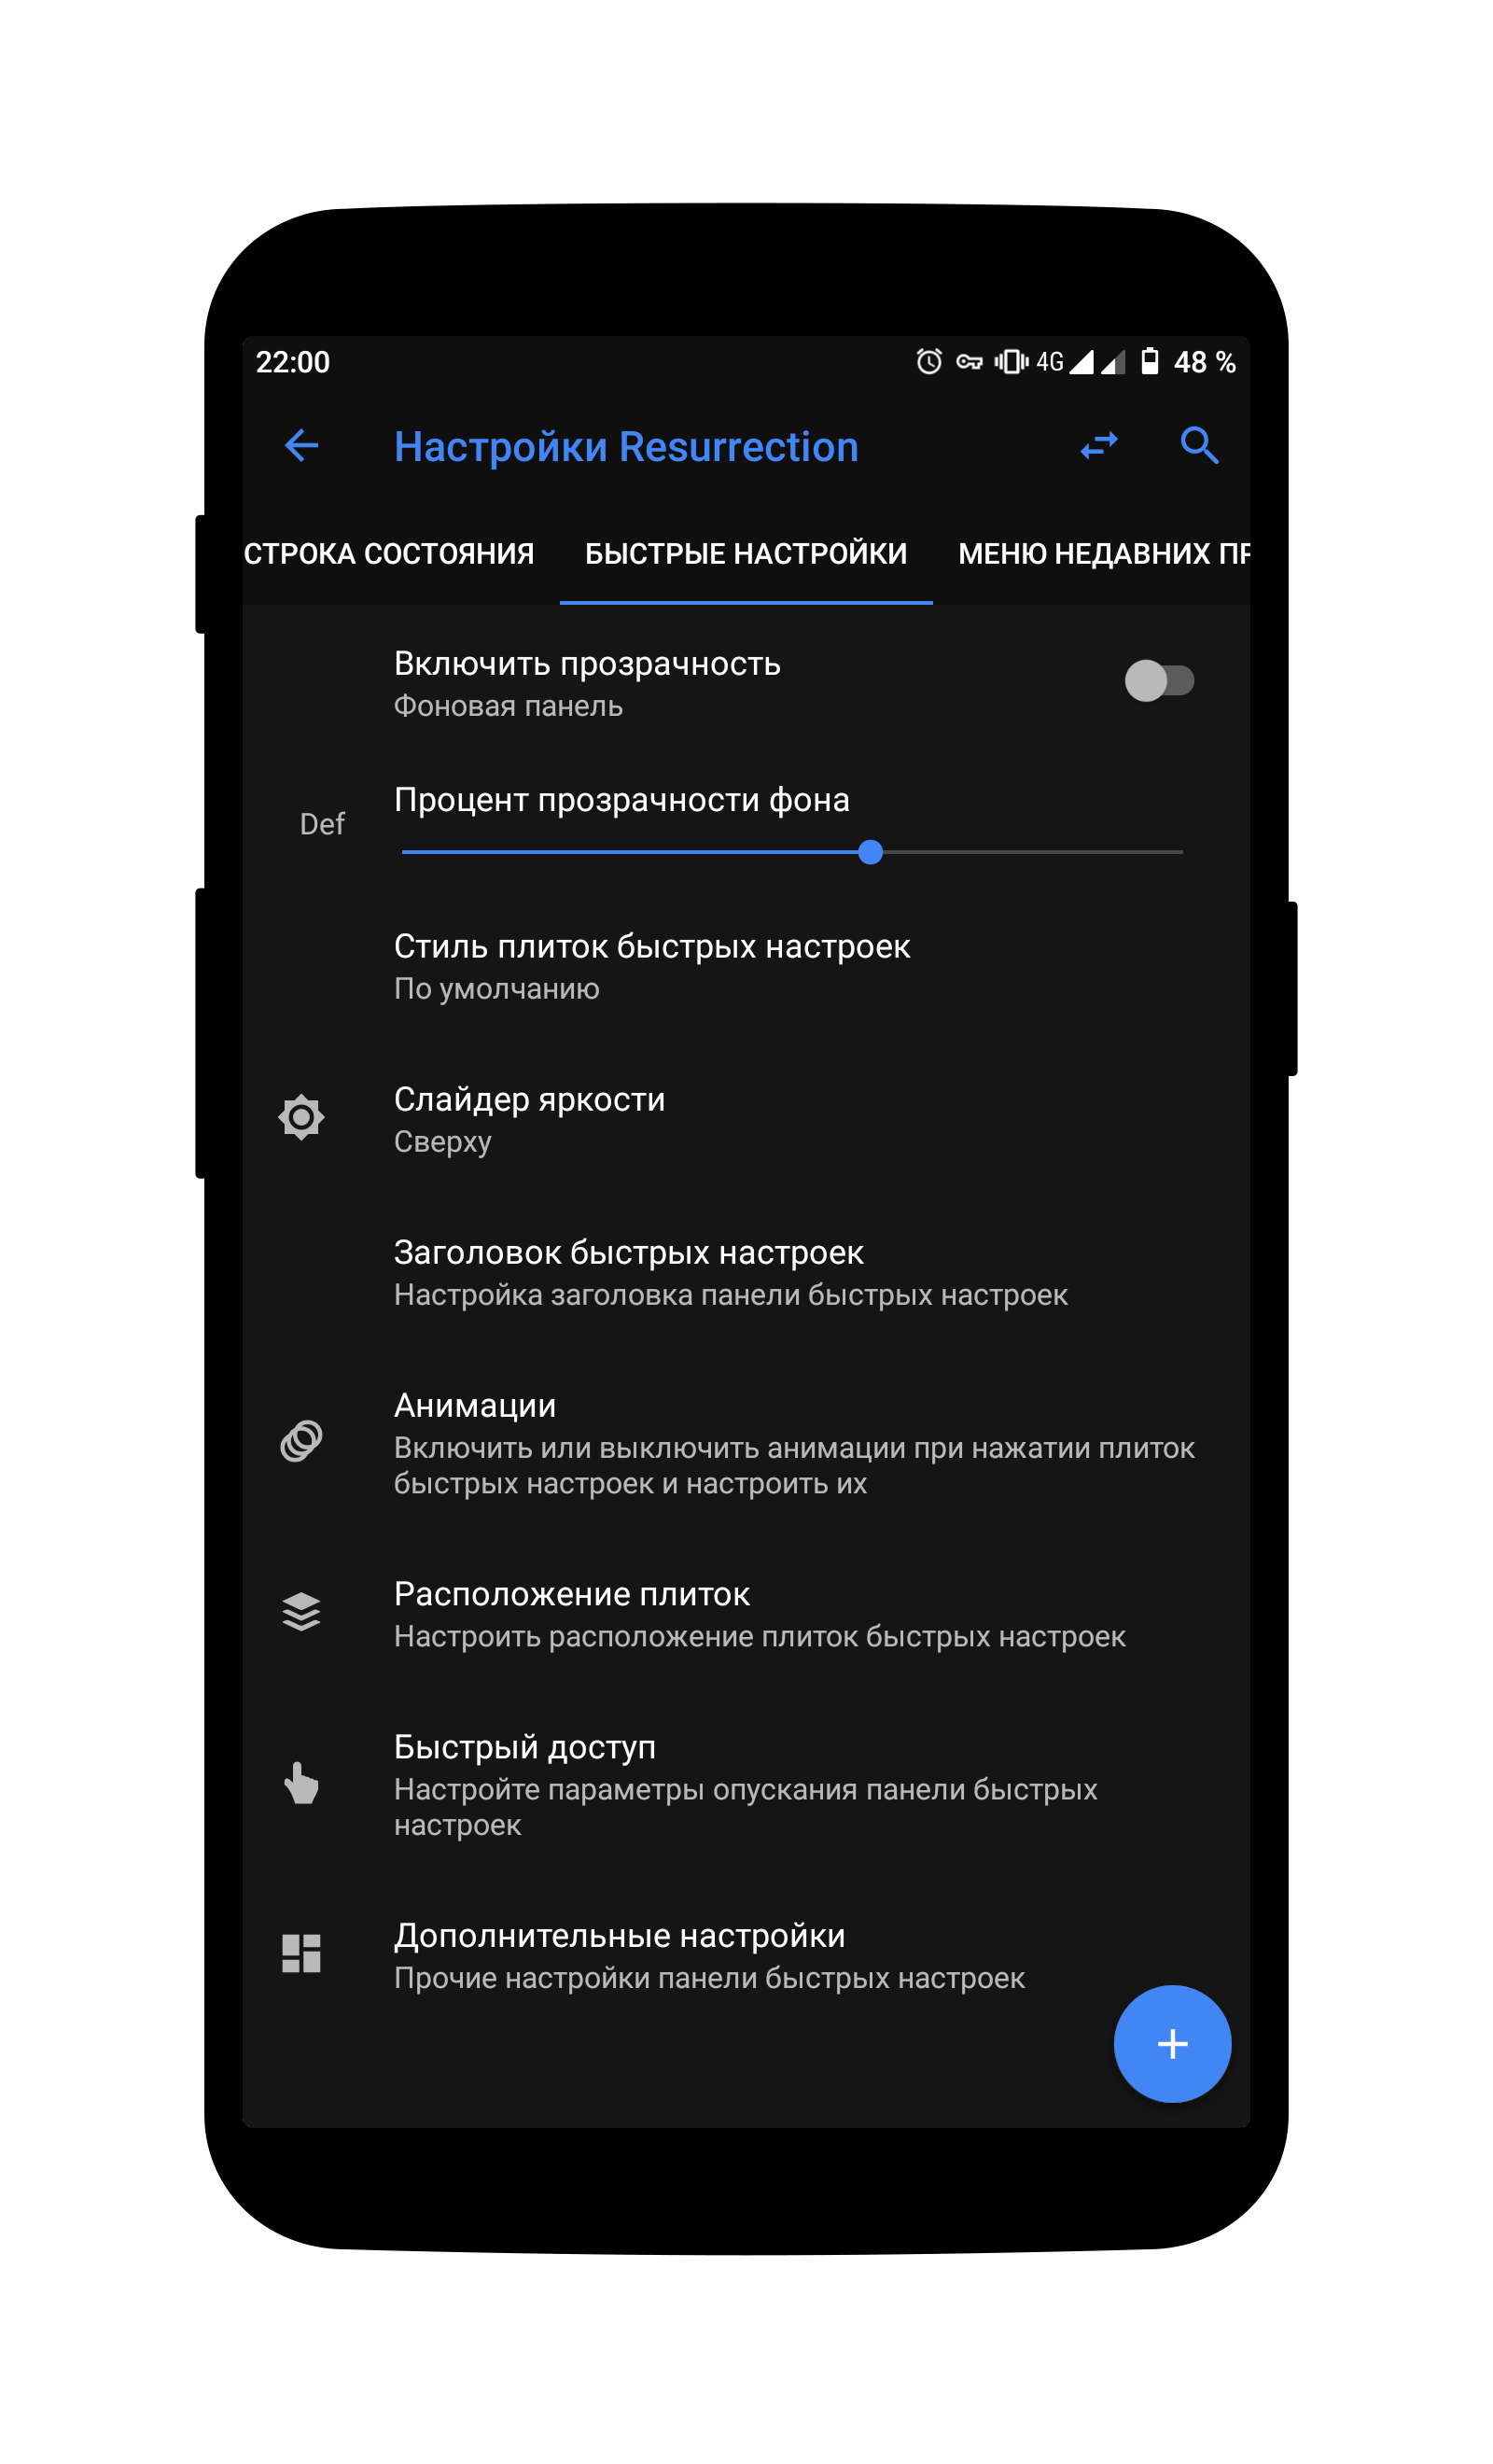 22:00 4G 48 %
Настройки Resurrection
СТРОКА СОСТОЯНИЯ БЫСТРЫЕ НАСТРОЙКИ МЕНЮ НЕДАВНИХ ПР
Включить прозрачность
Фоновая панель
Def
Процент прозрачности фона
Стиль плиток быстрых настроек
По умолчанию
Слайдер яркости
Сверху
Заголовок быстрых настроек
Настройка заголовка панели быстрых настроек
Анимации
Включить или выключить анимации при нажатии плиток
быстрых настроек и настроить их
Расположение плиток
Настроить расположение плиток быстрых настроек
Быстрый доступ
Настройте параметры опускания панели быстрых
настроек
Дополнительные настройки
Прочие настройки панели быстрых настроек